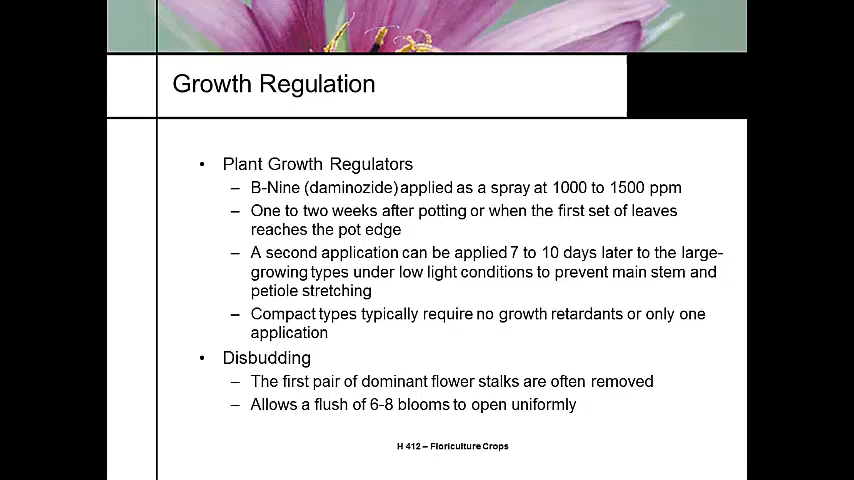 Growth Regulation
• Plant Growth Regulators
– B-Nine (daminozide) applied as a spray at 1000 to 1500 ppm
– One to two weeks after potting or when the first set of leaves
reaches the pot edge
– A second application can be applied 7 to 10 days later to the large-
growing types under low light conditions to prevent main stem and
petiole stretching
– Compact types typically require no growth retardants or only one
application
• Disbudding
– The first pair of dominant flower stalks are often removed
– Allows a flush of 6-8 blooms to open uniformly
H 412 – Floriculture Crops